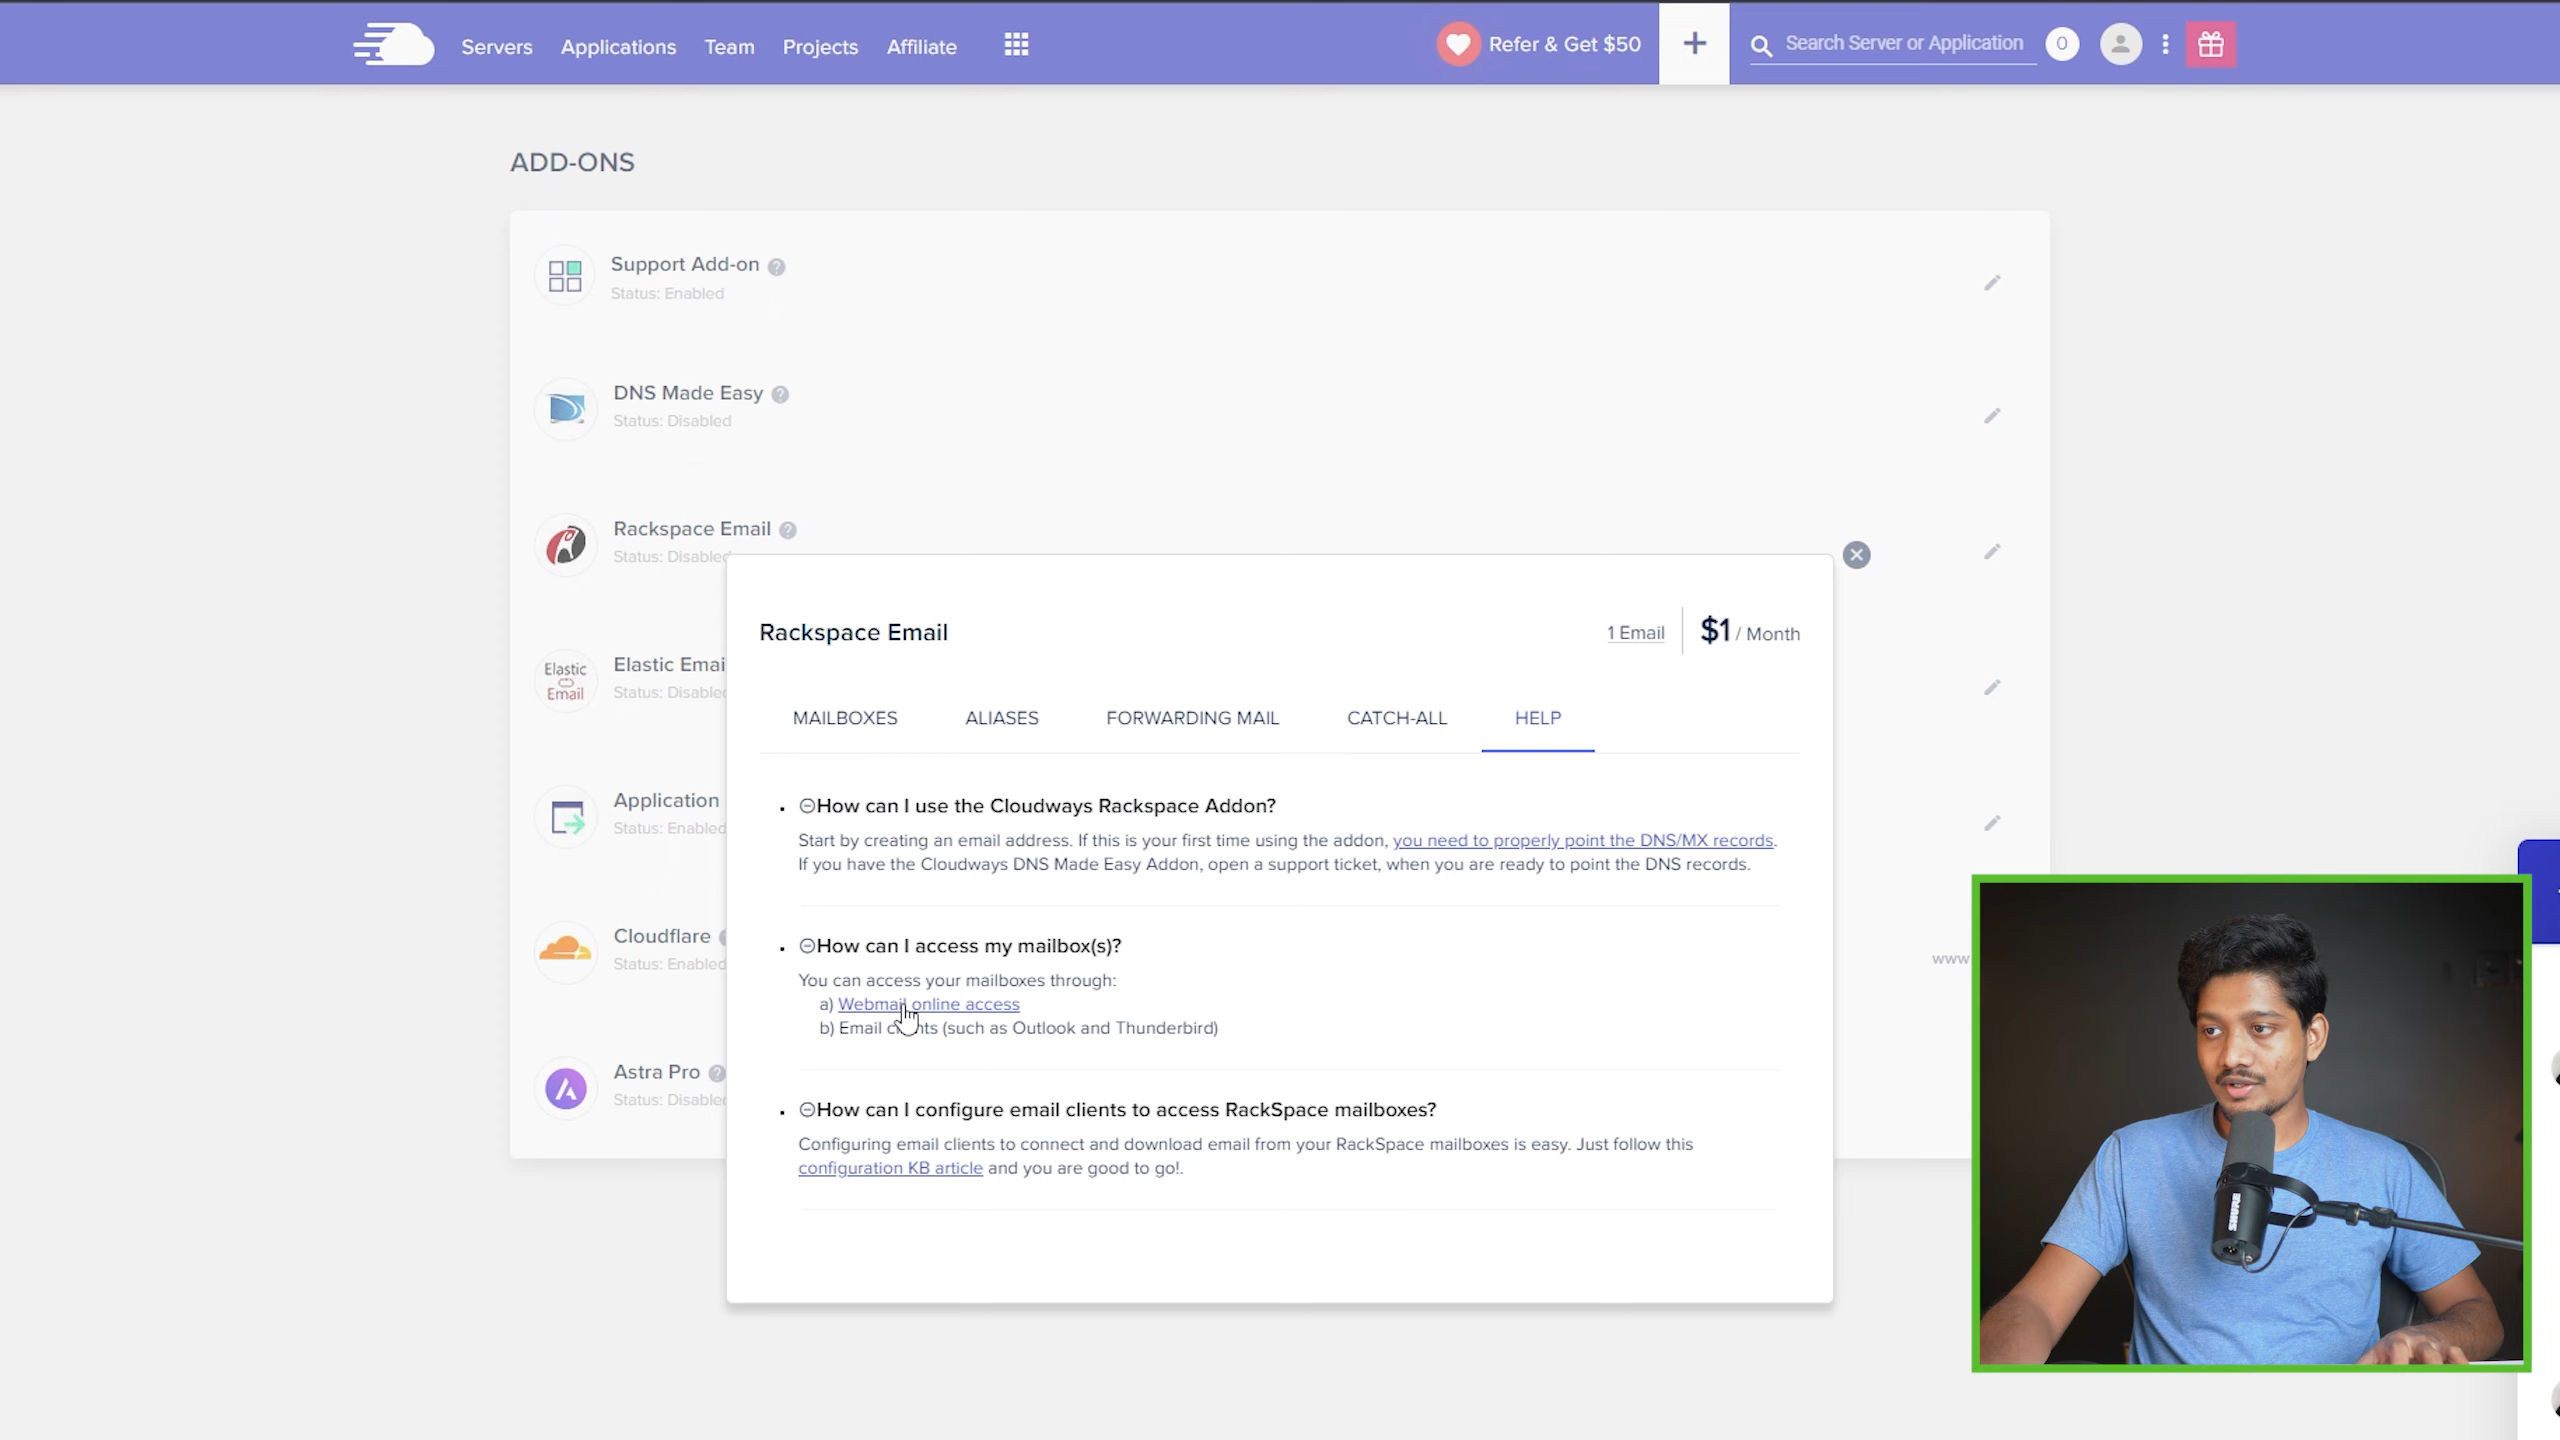 Servers Applications Team Projects Affiliate
Refer & Get $50
+
Search Server or Application
0
ADD-ONS
Support Add-on ?
Status: Enabled
DNS Made Easy ?
Status: Disabled
Rackspace Email ?
Status: Disabled
Elastic Email
Elastic Emai
Status: Disabled
Application
Status: Enabled
Cloudflare
Status: Enabled
www
Astra Pro ?
Status: Disable
Rackspace Email
1 Email
$1 / Month
MAILBOXES ALIASES FORWARDING MAIL CATCH-ALL HELP
How can I use the Cloudways Rackspace Addon?
Start by creating an email address. If this is your first time using the addon, you need to properly point the DNS/MX records.
If you have the Cloudways DNS Made Easy Addon, open a support ticket, when you are ready to point the DNS records.
How can I access my mailbox(s)?
You can access your mailboxes through:
a) Webmail online access
b) Email clients (such as Outlook and Thunderbird)
How can I configure email clients to access RackSpace mailboxes?
Configuring email clients to connect and download email from your RackSpace mailboxes is easy. Just follow this
configuration KB article and you are good to go!.
SHURE